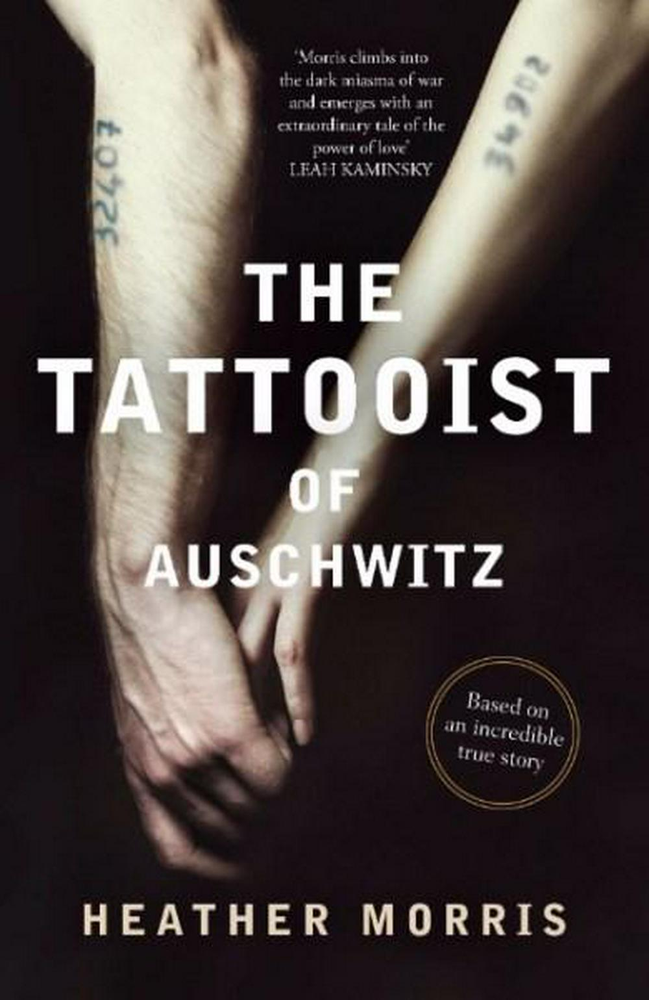 'Morris climbs into
the dark miasma of war
and emerges with an
extraordinary tale of the
power of love'
LEAH KAMINSKY
32407
34902
THE
TATTOOIST
OF
AUSCHWITZ
Based on
an incredible
true story
HEATHER MORRIS